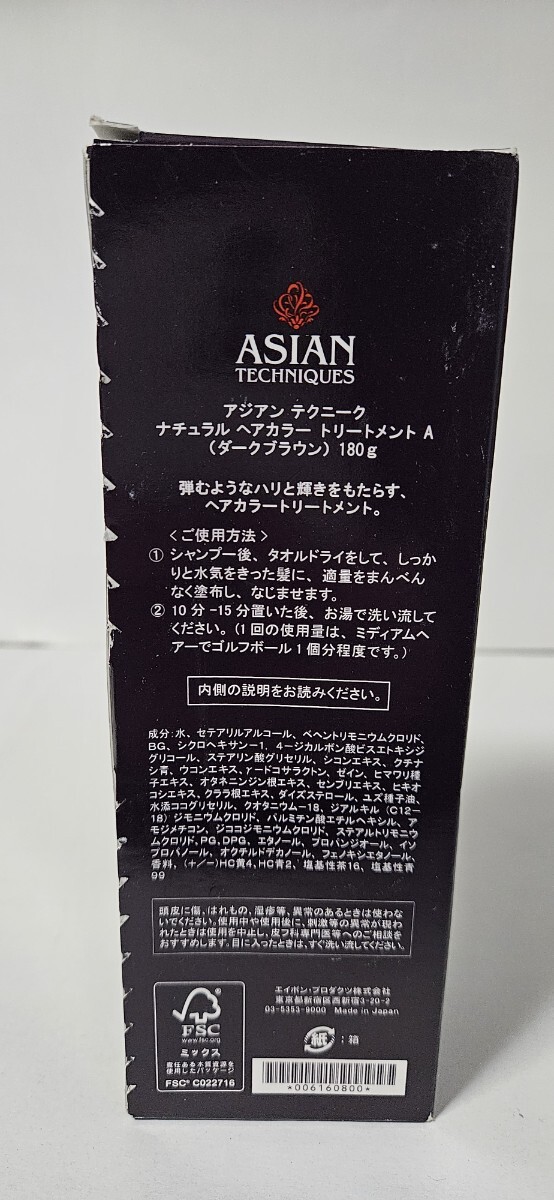 ASIAN
TECHNIQUES
アジアン テクニーク
ナチュラル ヘアカラー トリートメント A
（ダークブラウン）180g
弾むようなハリと輝きをもたらす、
ヘアカラートリートメント。
＜ご使用方法＞
① シャンプー後、タオルドライをして、しっか
りと水気をきった髪に、適量をまんべん
なく塗布し、なじませます。
② 10分-15分置いた後、お湯で洗い流して
ください。（1回の使用量は、ミディアムヘ
アーでゴルフボール1個分程度です。）
内側の説明をお読みください。
成分：水、セテアリルアルコール、ベヘントリモニウムクロリド、
BG、シクロヘキサン-1，4-ジカルボン酸ビスエトキシジ
グリコール、ステアリン酸グリセリル、シコンエキス、クチナ
シ青、ウコンエキス、γ-ドコサラクトン、ゼイン、ヒマワリ種
子エキス、オタネニンジン根エキス、センブリエキス、ヒキオ
コシエキス、クララ根エキス、ダイズステロール、ユズ種子油、
水添ココグリセリル、クオタニウム-18、ジアルキル（C12-
18）ジモニウムクロリド、パルミチン酸エチルヘキシル、ア
モジメチコン、ジココジモニウムクロリド、ステアルトリモニウ
ムクロリド、PG、DPG、エタノール、プロパンジオール、イソ
プロパノール、オクチルドデカノール、フェノキシエタノール、
香料，（+/-）HC黄4、HC青2、塩基性茶16、塩基性青
99
頭皮に傷、はれもの、湿疹等、異常のあるときは使わな
いでください。使用中や使用後に、刺激等の異常が現わ
れたときは使用を中止し、皮フ科専門医等へのご相談を
おすすめします。目に入ったときは、すぐ洗い流してください。
エイボン・プロダクツ株式会社
東京都新宿区西新宿3-20-2
03-5353-9000 Made in Japan
FSC
www.fsc.org
ミックス
責任ある木質資源を
使用したパッケージ
FSC® C022716
紙：箱
*006160800*